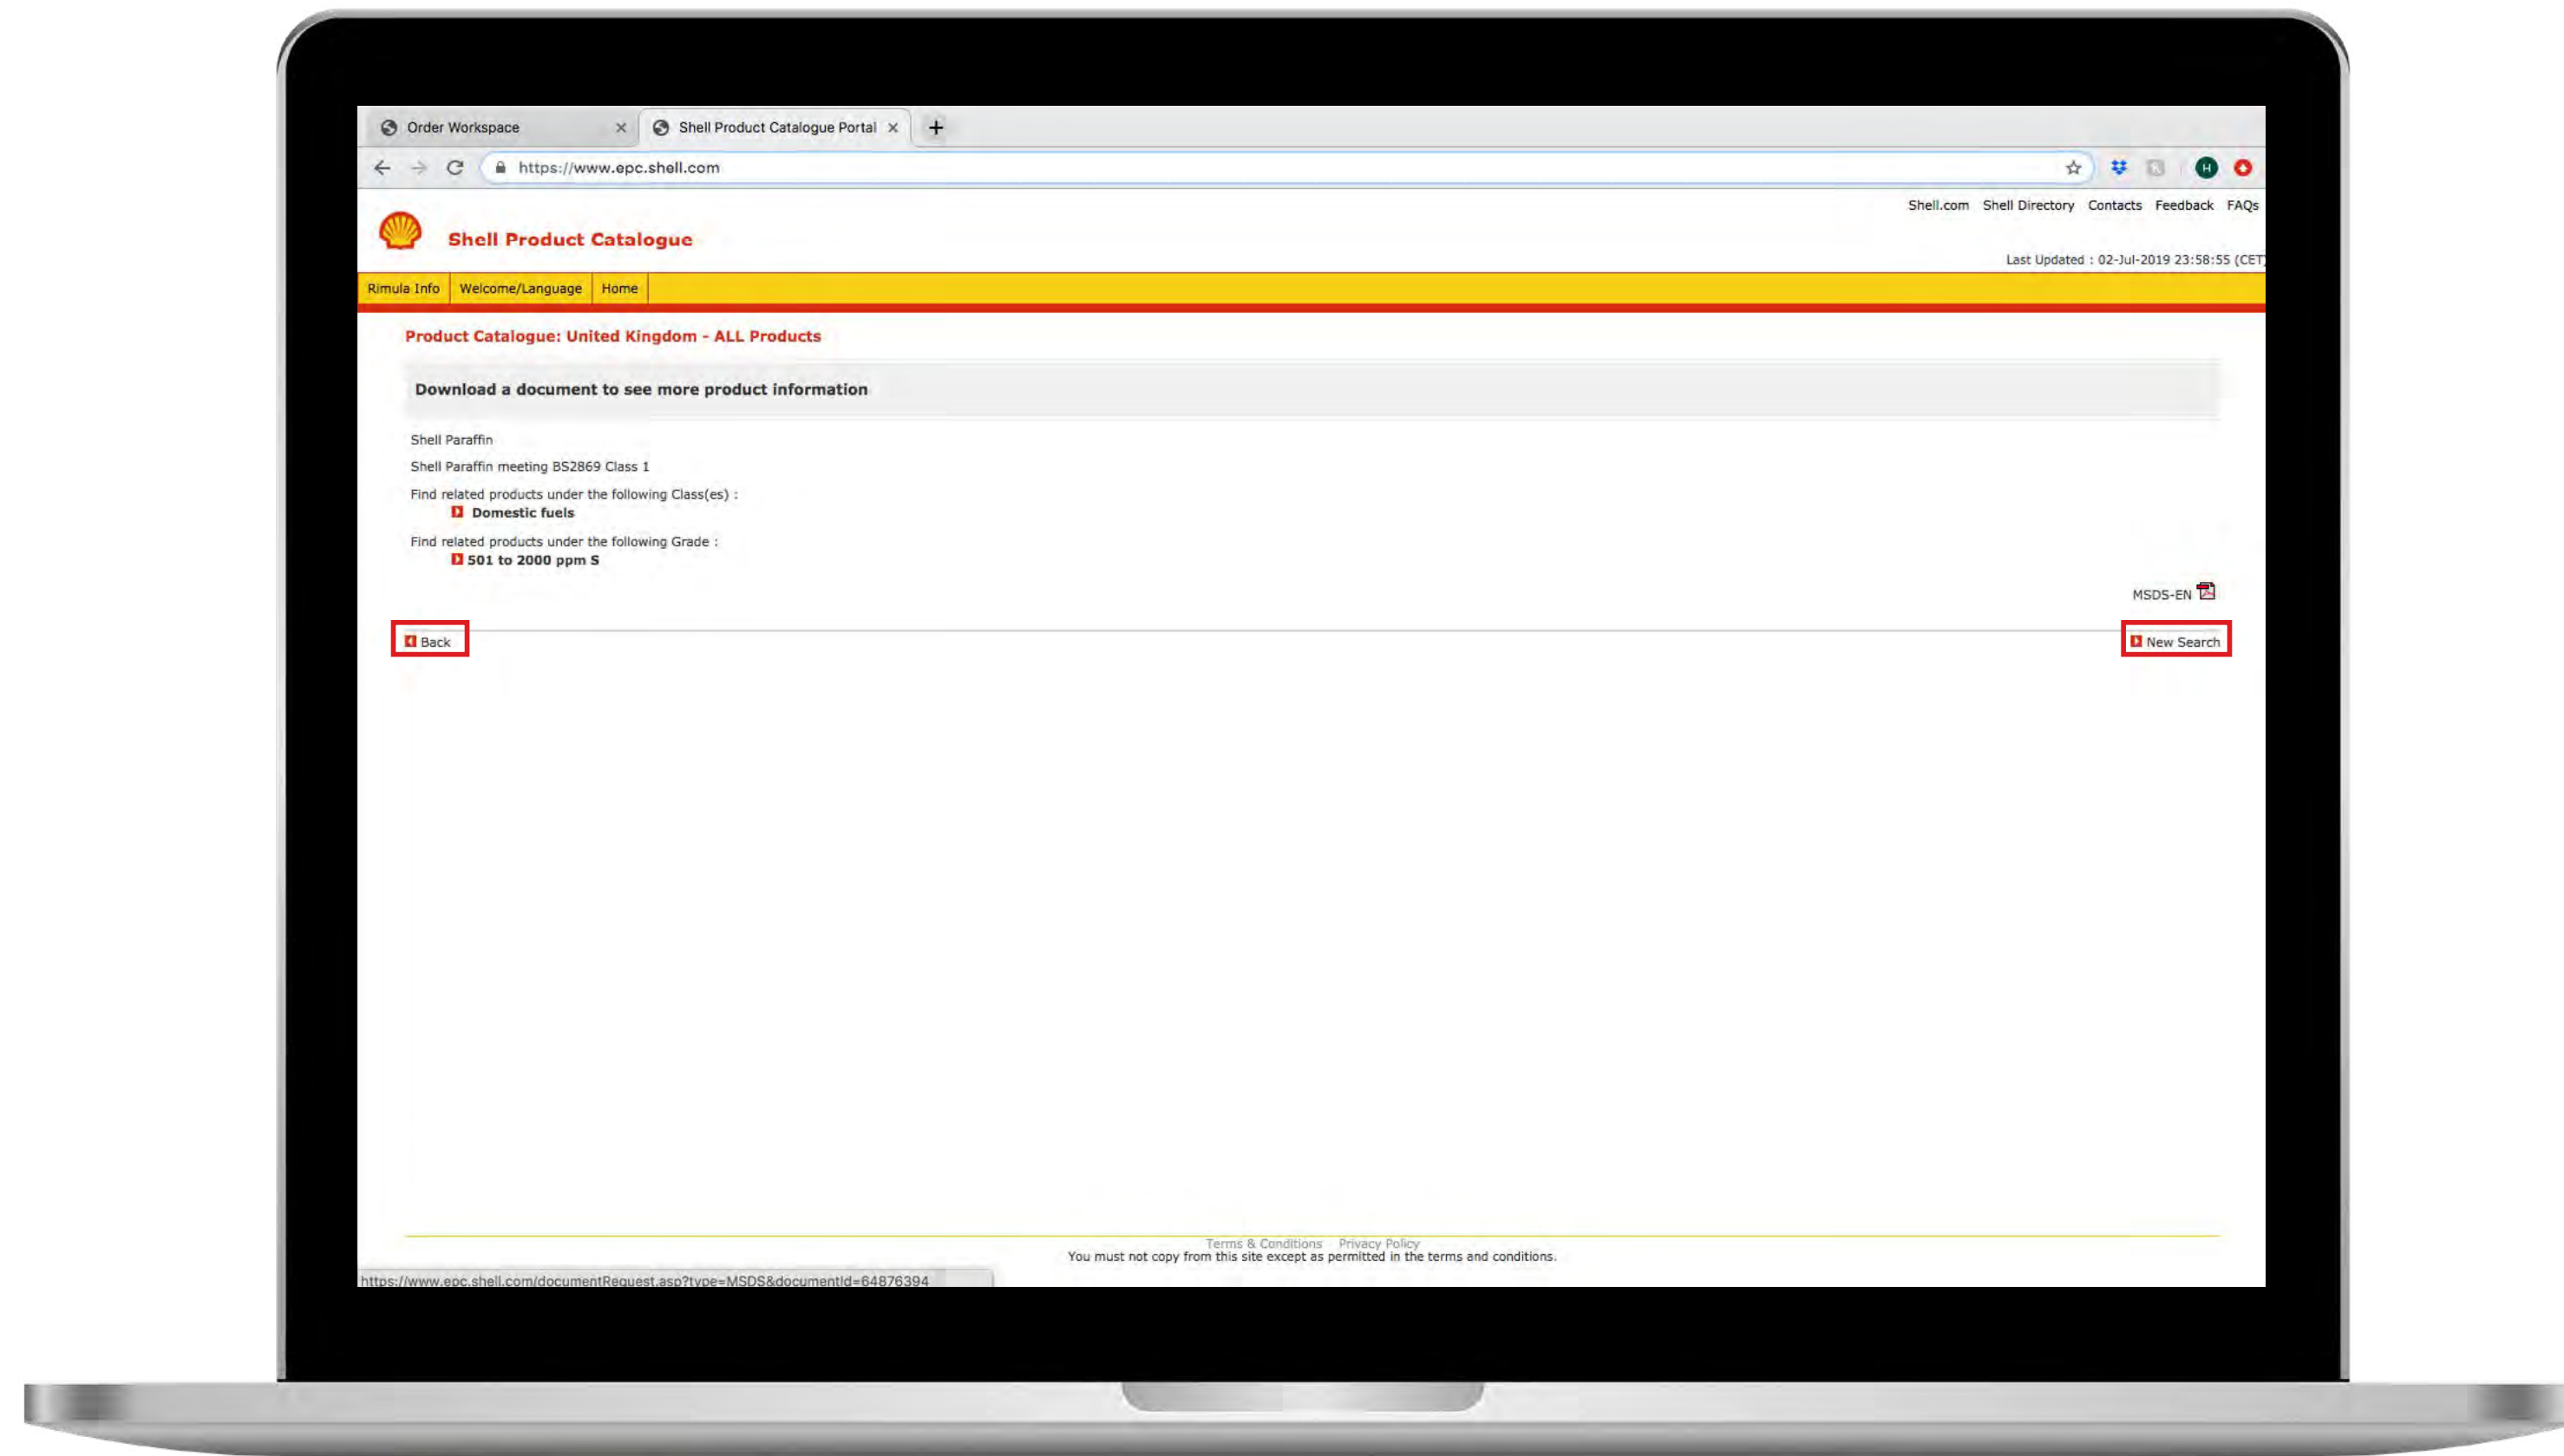 Order Workspace
Shell Product Catalogue Portal
https://www.epc.shell.com
H
Shell.com Shell Directory Contacts Feedback FAQs
Shell Product Catalogue
Last Updated : 02-Jul-2019 23:58:55 (CET)
Rimula Info Welcome/Language Home
Product Catalogue: United Kingdom - ALL Products
Download a document to see more product information
Shell Paraffin
Shell Paraffin meeting BS2869 Class 1
Find related products under the following Class(es) :
Domestic fuels
Find related products under the following Grade :
501 to 2000 ppm S
MSDS-EN
Back
New Search
Terms & Conditions Privacy Policy
You must not copy from this site except as permitted in the terms and conditions.
https://www.epc.shell.com/documentRequest.asp?type=MSDS&documentId=64876394